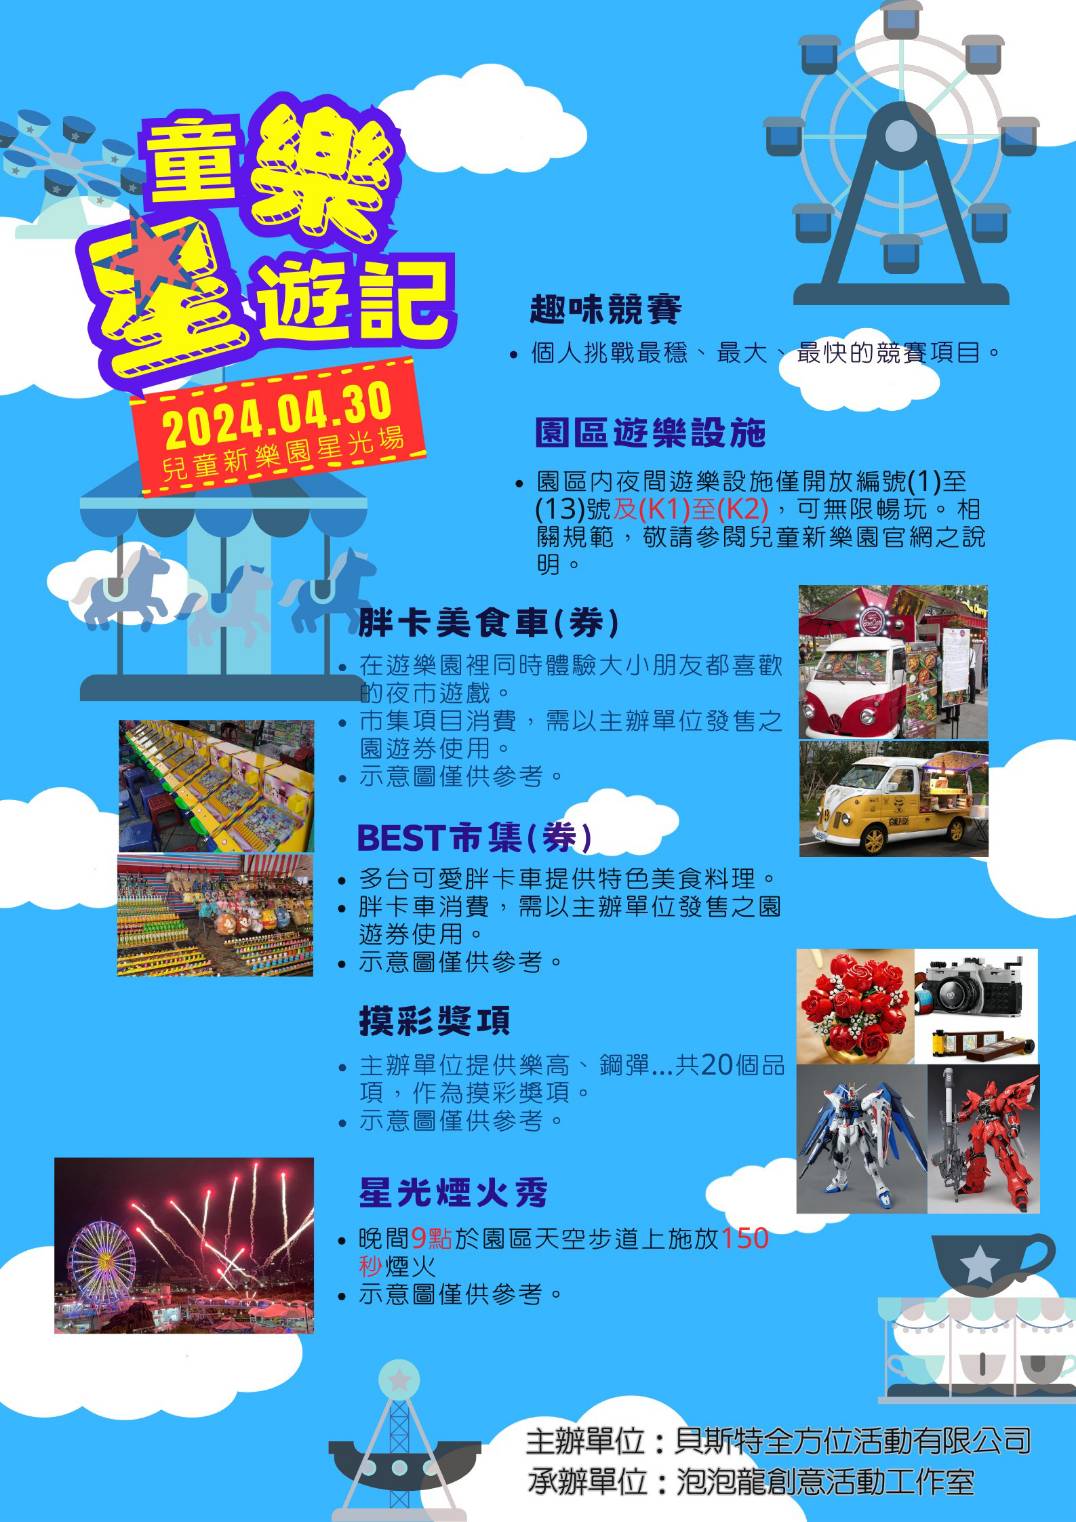 童樂
星遊記
2024.04.30
兒童新樂園星光場
趣味競賽
• 個人挑戰最穩、最大、最快的競賽項目。
園區遊樂設施
• 園區內夜間遊樂設施僅開放編號(1)至
(13)號及(K1)至(K2)，可無限暢玩。相
關規範，敬請參閱兒童新樂園官網之說
明。
胖卡美食車(券)
• 在遊樂園裡同時體驗大小朋友都喜歡
的夜市遊戲。
• 市集項目消費，需以主辦單位發售之
園遊券使用。
• 示意圖僅供參考。
BEST市集(券)
• 多台可愛胖卡車提供特色美食料理。
• 胖卡車消費，需以主辦單位發售之園
遊券使用。
• 示意圖僅供參考。
摸彩獎項
• 主辦單位提供樂高、鋼彈...共20個品
項，作為摸彩獎項。
• 示意圖僅供參考。
星光煙火秀
• 晚間9點於園區天空步道上施放150
秒煙火
• 示意圖僅供參考。
主辦單位：貝斯特全方位活動有限公司
承辦單位：泡泡龍創意活動工作室